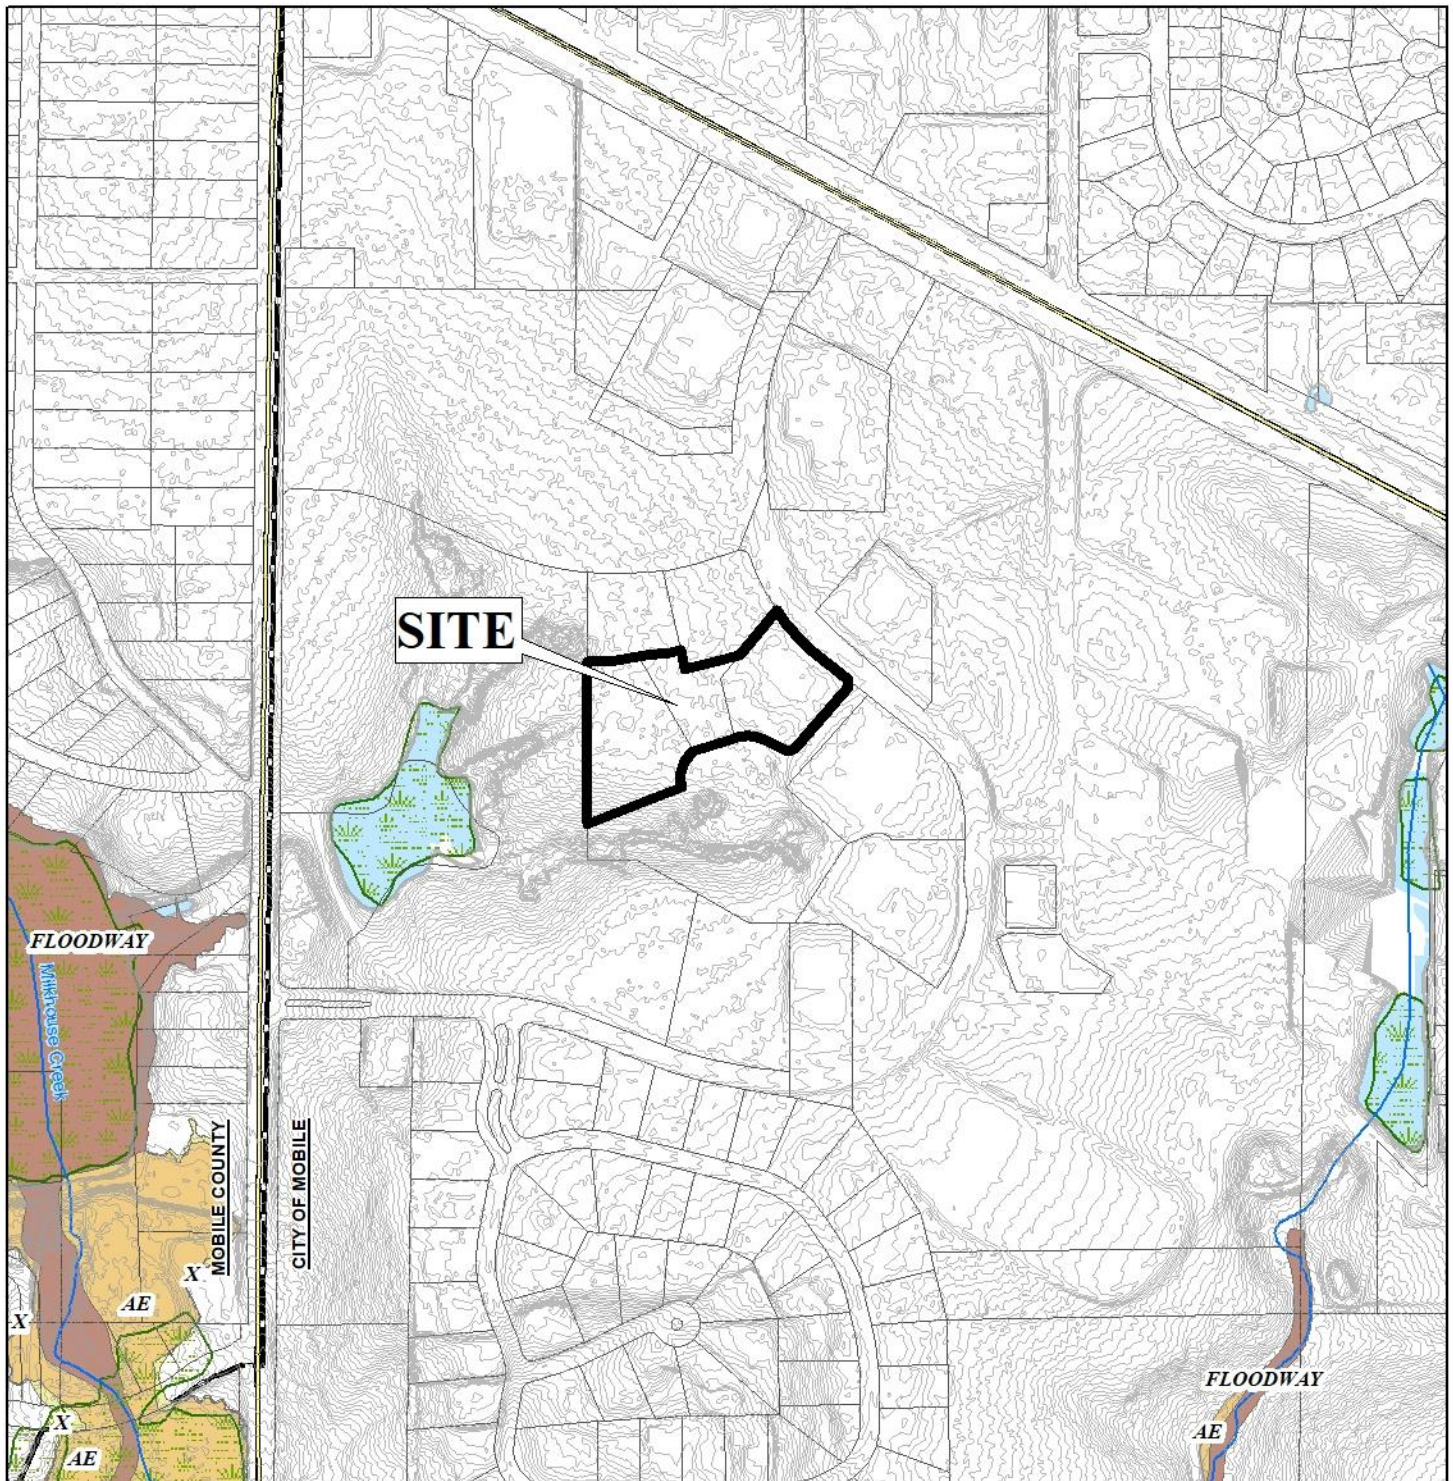 SITE
FLOODWAY
Milkhouse Creek
MOBILE COUNTY
CITY OF MOBILE
X
AE
X
FLOODWAY
X
AE
AE